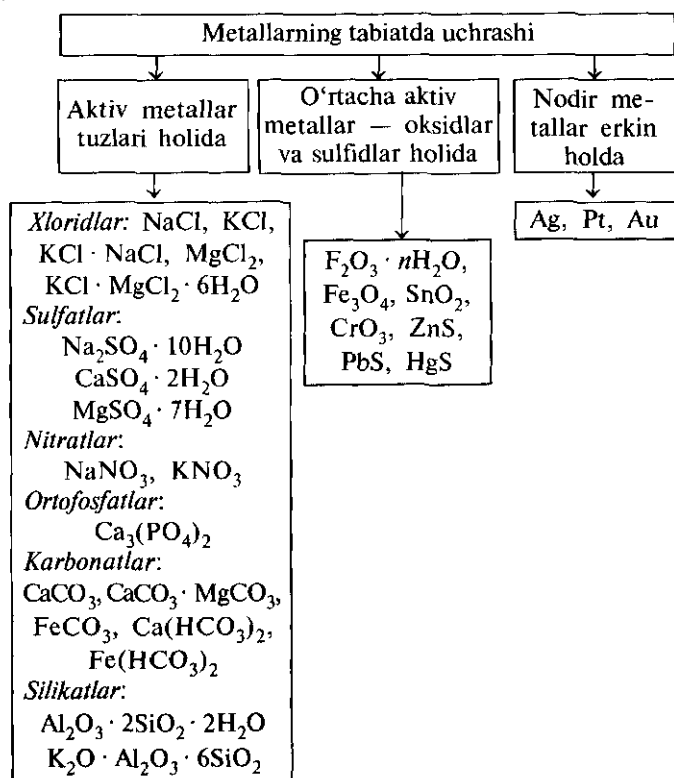 Metallarning tabiatda uchrashi
Aktiv metallar
tuzlari holida
O‘rtacha aktiv
metallar — oksidlar
va sulfidlar holida
Nodir me-
tallar erkin
holda
Xloridlar: NaCl, KCl,
KCl · NaCl, MgCl₂,
KCl · MgCl₂ · 6H₂O
Sulfatlar:
Na₂SO₄ · 10H₂O
CaSO₄ · 2H₂O
MgSO₄ · 7H₂O
Nitratlar:
NaNO₃, KNO₃
Ortofosfatlar:
Ca₃(PO₄)₂
Karbonatlar:
CaCO₃, CaCO₃ · MgCO₃,
FeCO₃, Ca(HCO₃)₂,
Fe(HCO₃)₂
Silikatlar:
Al₂O₃ · 2SiO₂ · 2H₂O
K₂O · Al₂O₃ · 6SiO₂
F₂O₃ · nH₂O,
Fe₃O₄, SnO₂,
CrO₃, ZnS,
PbS, HgS
Ag, Pt, Au